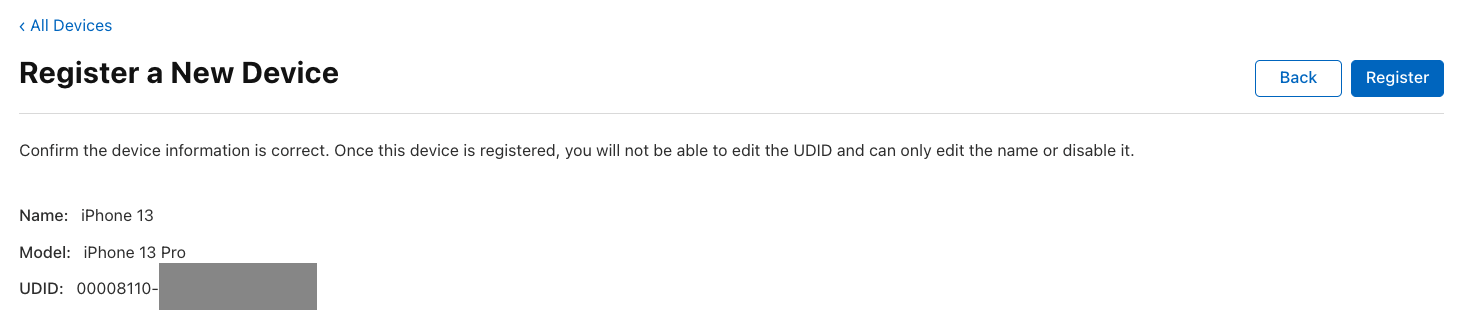 ‹ All Devices
Register a New Device
Back
Register
Confirm the device information is correct. Once this device is registered, you will not be able to edit the UDID and can only edit the name or disable it.
Name: iPhone 13
Model: iPhone 13 Pro
UDID: 00008110-